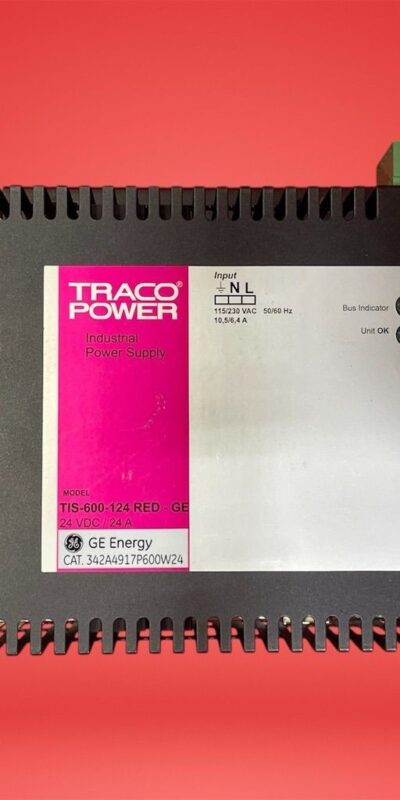 TRACO®
POWER
Industrial
Power Supply
MODEL
TIS-600-124 RED - GE
24 VDC / 24 A
GE Energy
CAT. 342A4917P600W24
Input
N L
115/230 VAC 50/60 Hz
10,5/6,4 A
Bus Indicator
Unit OK